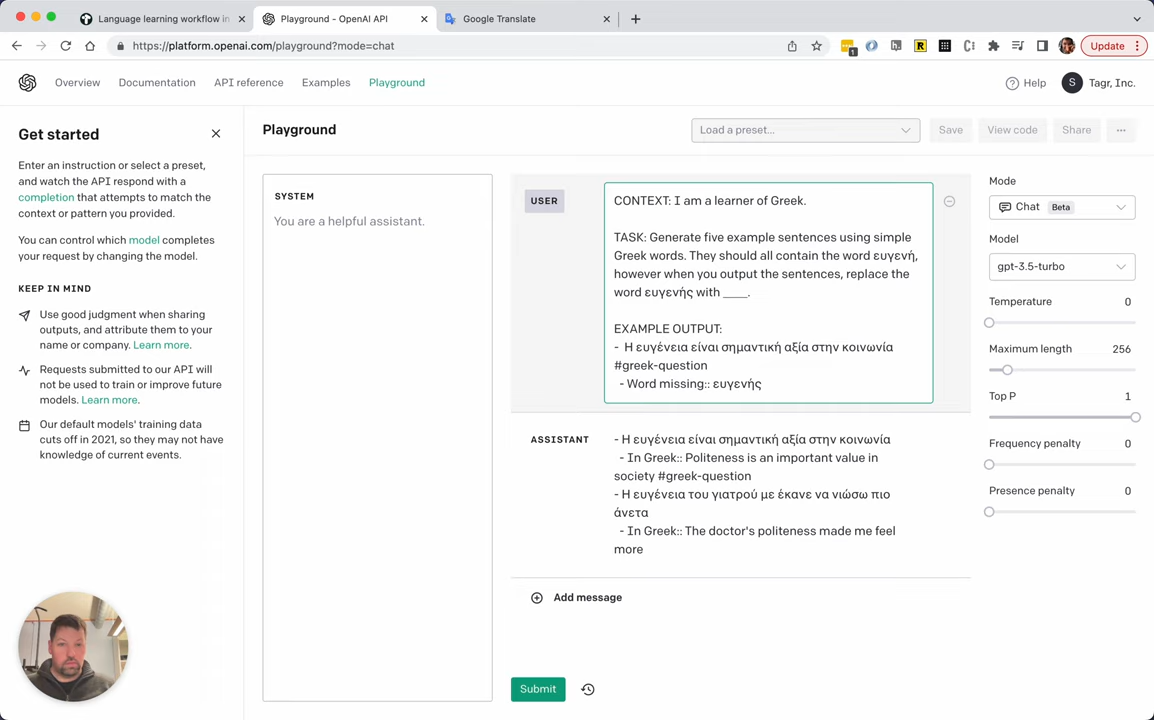 Language learning workflow in
Playground - OpenAI API
Google Translate
https://platform.openai.com/playground?mode=chat
1
R
Update
Overview
Documentation
API reference
Examples
Playground
Help
S
Tagr, Inc.
Get started
Enter an instruction or select a preset,
and watch the API respond with a
completion that attempts to match the
context or pattern you provided.
You can control which model completes
your request by changing the model.
KEEP IN MIND
Use good judgment when sharing
outputs, and attribute them to your
name or company. Learn more.
Requests submitted to our API will
not be used to train or improve future
models. Learn more.
Our default models' training data
cuts off in 2021, so they may not have
knowledge of current events.
Playground
Load a preset...
Save
View code
Share
...
SYSTEM
You are a helpful assistant.
USER
CONTEXT: I am a learner of Greek.
TASK: Generate five example sentences using simple
Greek words. They should all contain the word ευγενή,
however when you output the sentences, replace the
word ευγενής with ____.
EXAMPLE OUTPUT:
- Η ευγένεια είναι σημαντική αξία στην κοινωνία
#greek-question
- Word missing:: ευγενής
ASSISTANT
- Η ευγένεια είναι σημαντική αξία στην κοινωνία
- In Greek:: Politeness is an important value in
society #greek-question
- Η ευγένεια του γιατρού με έκανε να νιώσω πιο
άνετα
- In Greek:: The doctor's politeness made me feel
more
Add message
Submit
Mode
Chat Beta
Model
gpt-3.5-turbo
Temperature 0
Maximum length 256
Top P 1
Frequency penalty 0
Presence penalty 0